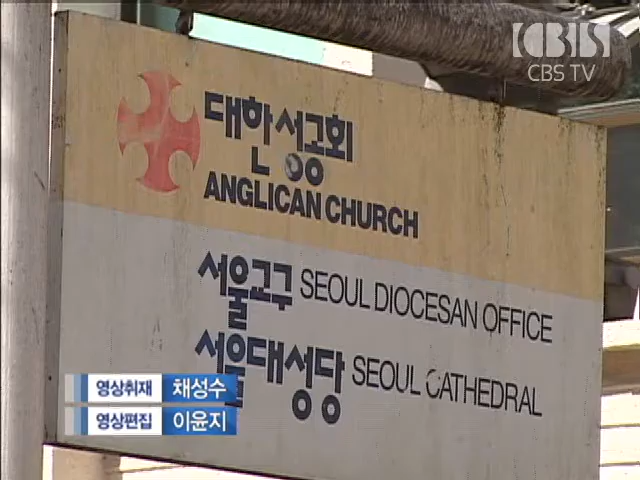 CBS
CBS TV
대한성공회
ANGLICAN CHURCH
서울교구 SEOUL DIOCESAN OFFICE
서울대성당 SEOUL CATHEDRAL
영상취재 채성수
영상편집 이윤지